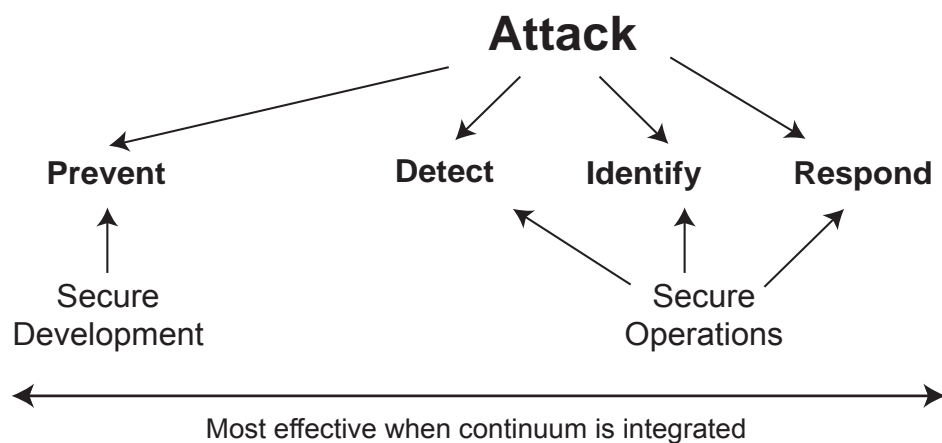 Attack
Prevent
Detect
Identify
Respond
Secure
Development
Secure
Operations
Most effective when continuum is integrated